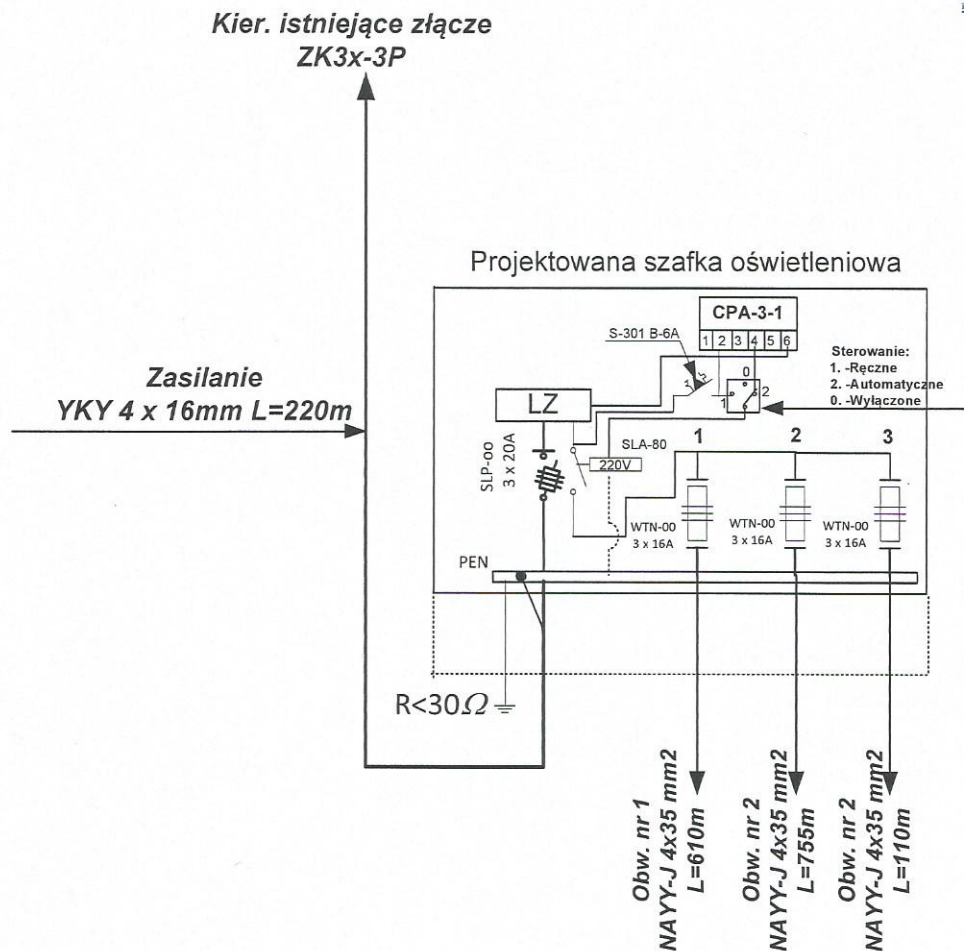 Kier. istniejące złącze
ZK3x-3P
Projektowana szafka oświetleniowa
CPA-3-1
1 2 3 4 5 6
S-301 B-6A
Sterowanie:
1. -Ręczne
2. -Automatyczne
0. -Wyłączone
0
1
2
Zasilanie
YKY 4 x 16mm L=220m
LZ
SLP-oo
3 x 20A
SLA-80
220V
1
2
3
WTN-00
3 x 16A
WTN-00
3 x 16A
WTN-00
3 x 16A
PEN
R<30Ω
Obw. nr 1
NAYY-J 4x35 mm2
L=610m
Obw. nr 2
NAYY-J 4x35 mm2
L=755m
Obw. nr 2
NAYY-J 4x35 mm2
L=110m